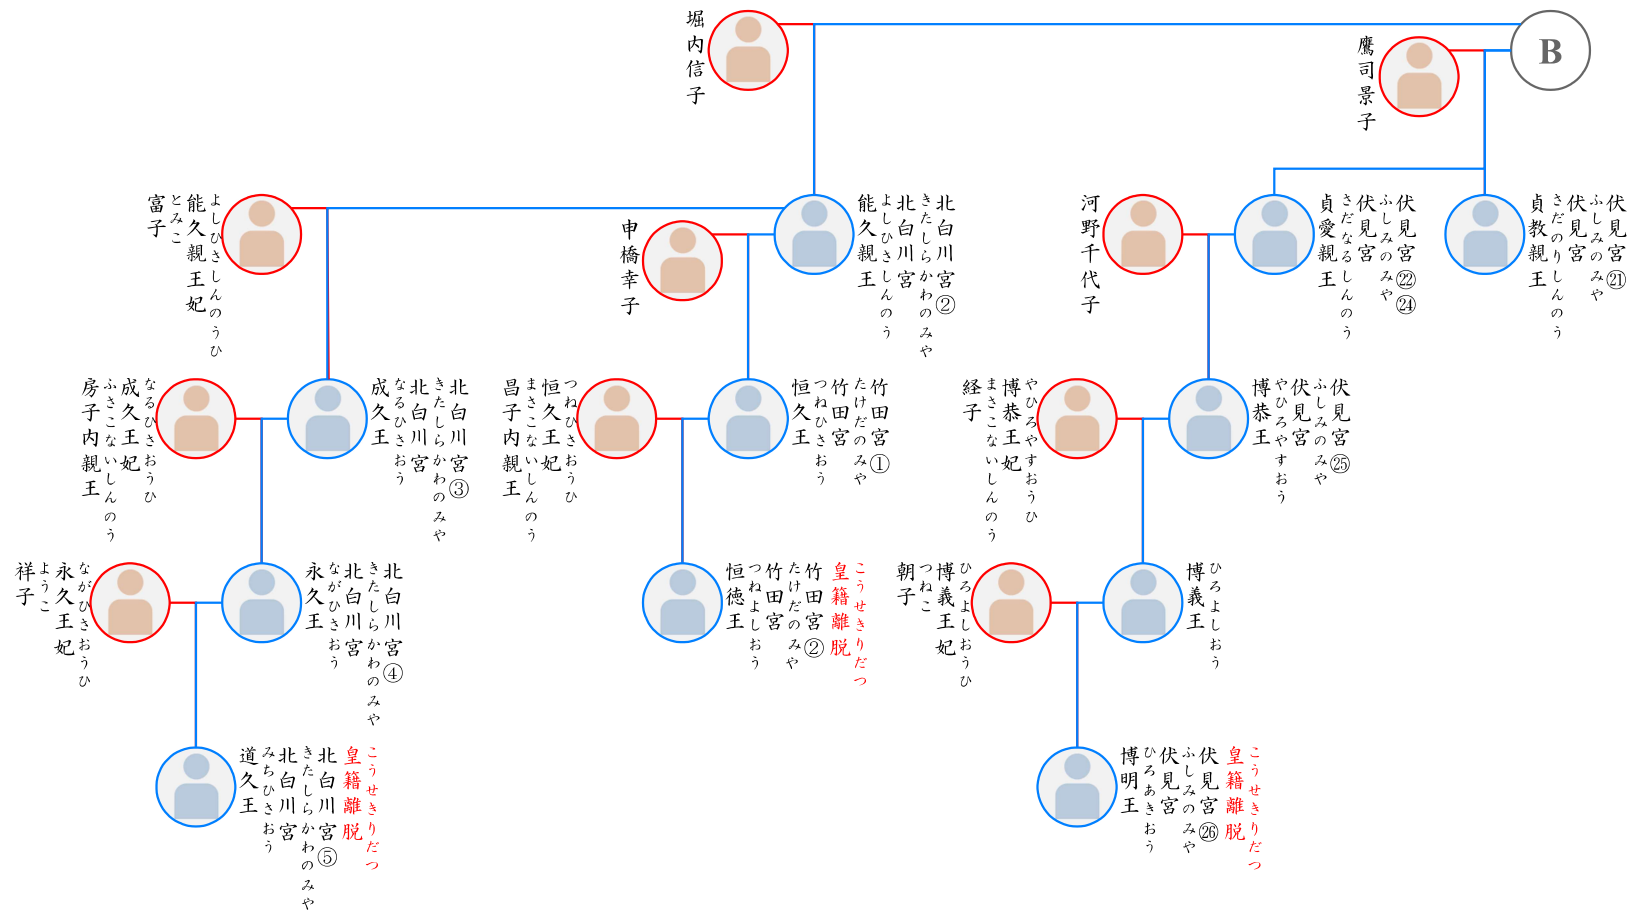 堀内信子
B
鷹司景子
よしひさしんのうひ
能久親王妃
とみこ
富子
北白川宮②
きたしらかわのみや
北白川宮
よしひさしんのう
能久親王
申橋幸子
河野千代子
伏見宮㉒㉔
ふしみのみや
伏見宮
さだなるしんのう
貞愛親王
伏見宮㉑
ふしみのみや
伏見宮
さだのりしんのう
貞教親王
なるひさおうひ
成久王妃
ふさこないしんのう
房子内親王
北白川宮③
きたしらかわのみや
北白川宮
なるひさおう
成久王
つねひさおうひ
恒久王妃
まさこないしんのう
昌子内親王
竹田宮①
たけだのみや
竹田宮
つねひさおう
恒久王
やひろやすおうひ
博恭王妃
まさこないしんのう
経子
伏見宮㉕
ふしみのみや
伏見宮
やひろやすおう
博恭王
ながひさおうひ
永久王妃
ようこ
祥子
北白川宮④
きたしらかわのみや
北白川宮
ながひさおう
永久王
こうせきりだつ
皇籍離脱
竹田宮②
たけだのみや
竹田宮
つねよしおう
恒徳王
ひろよしおうひ
博義王妃
つねこ
朝子
ひろよしおう
博義王
こうせきりだつ
皇籍離脱
北白川宮⑤
きたしらかわのみや
北白川宮
みちひさおう
道久王
こうせきりだつ
皇籍離脱
伏見宮㉖
ふしみのみや
伏見宮
ひろあきおう
博明王